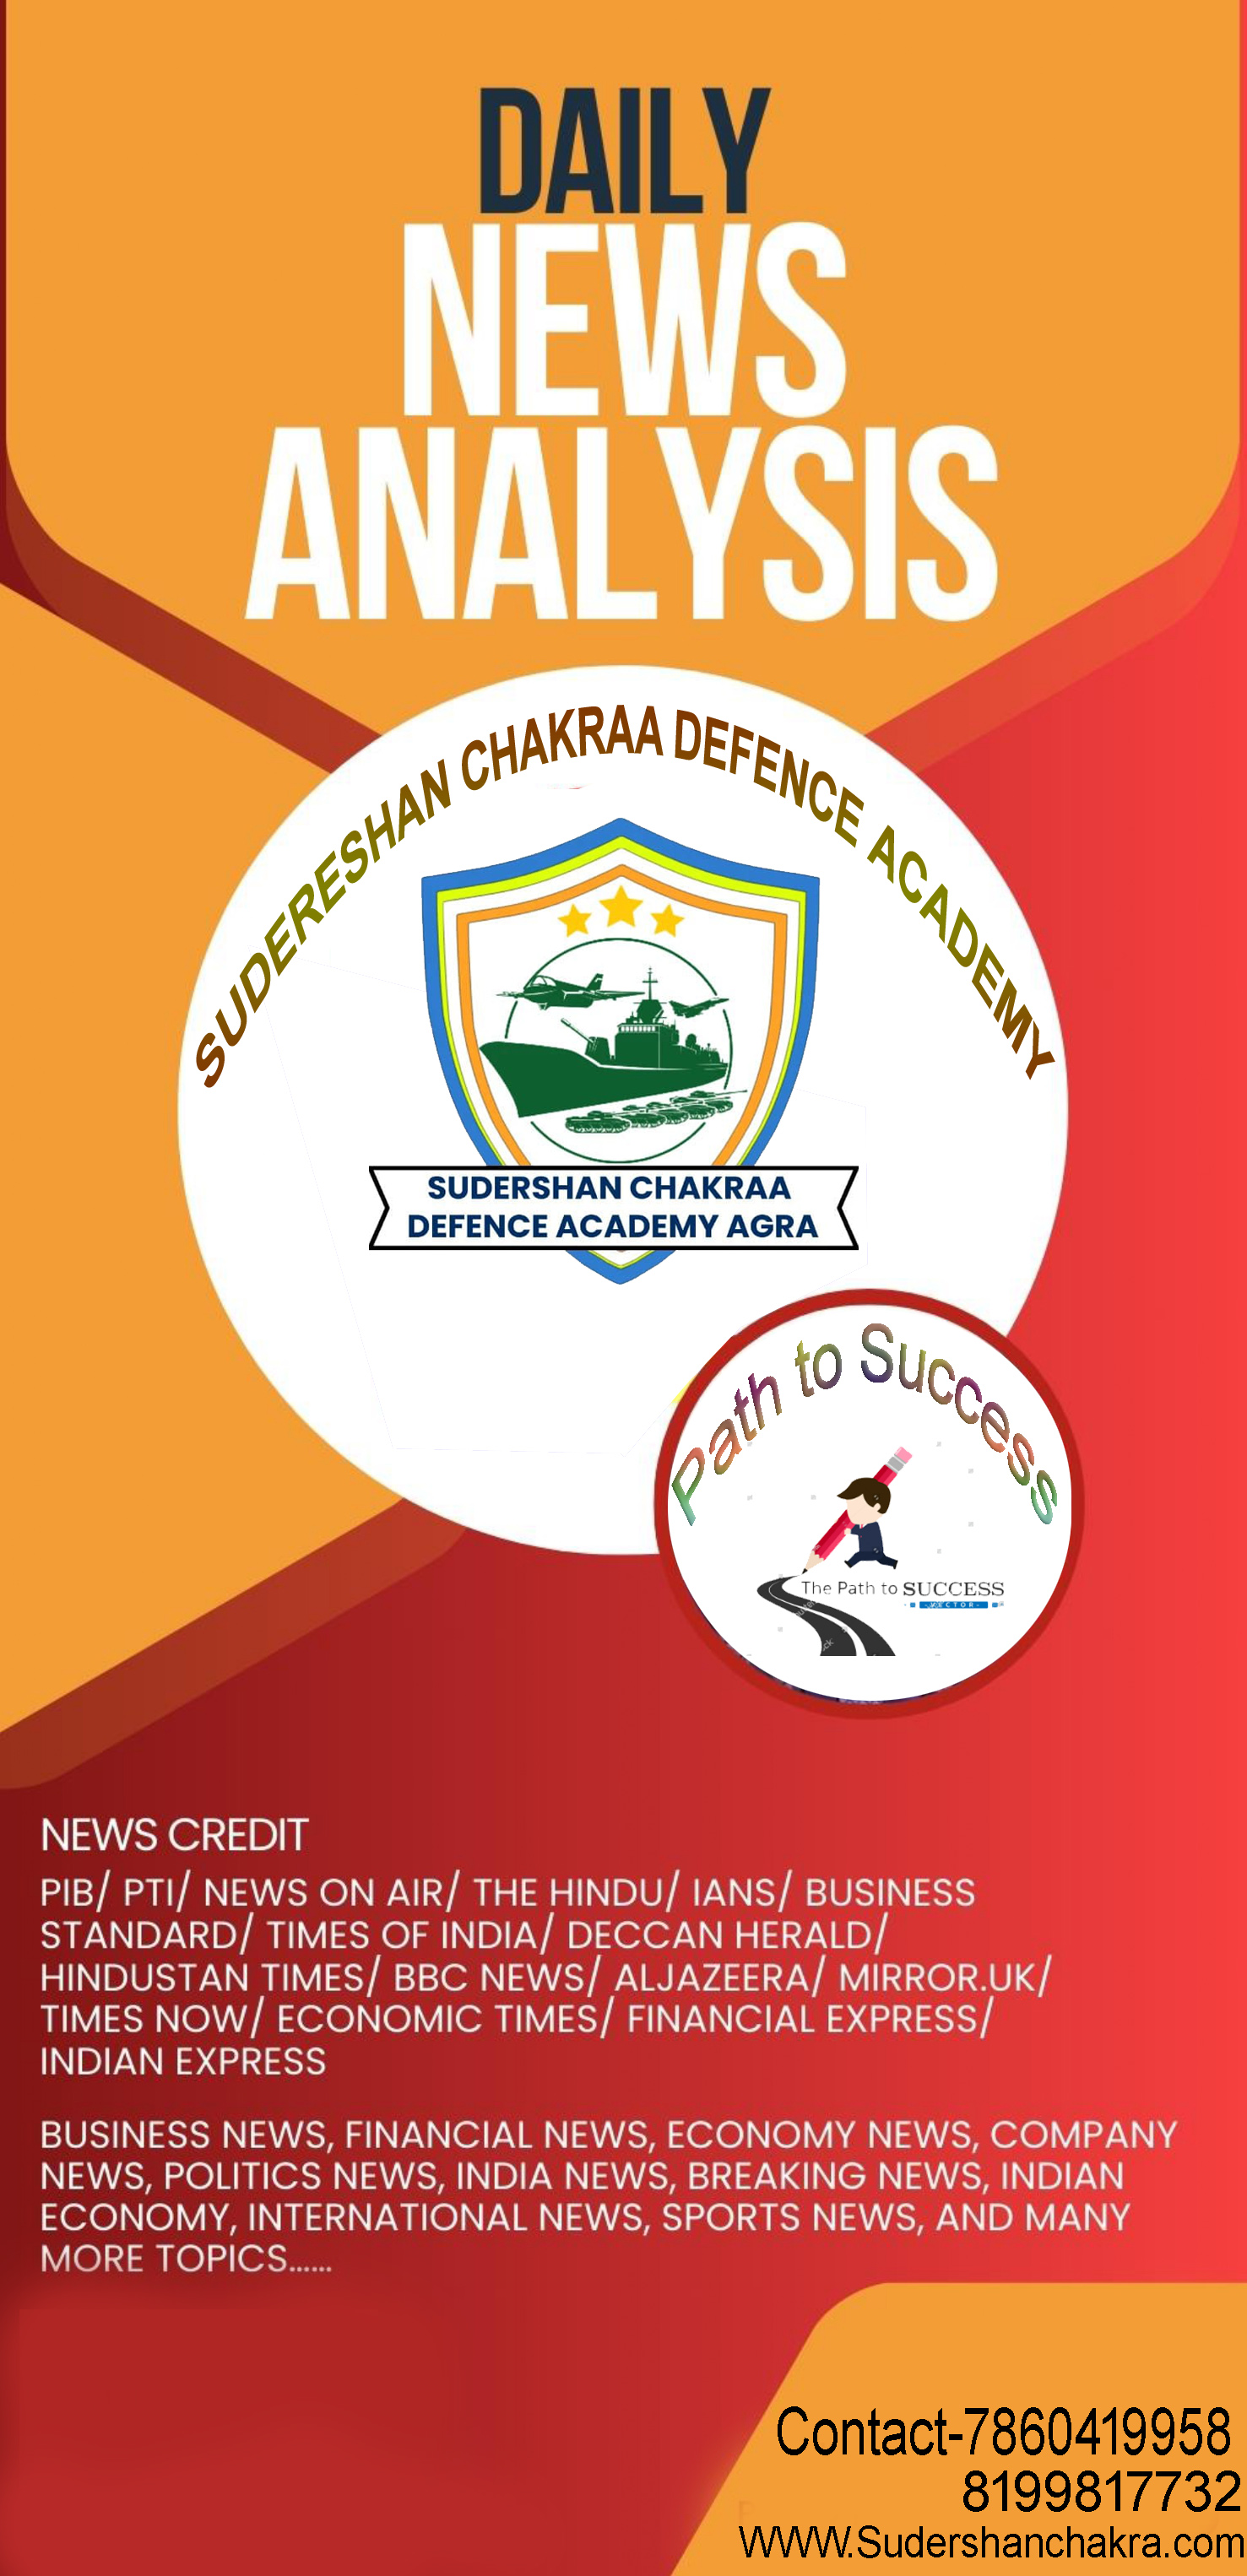 DAILY
NEWS
ANALYSIS
SUDERESHAN CHAKRAA DEFENCE ACADEMY
SUDERSHAN CHAKRAA
DEFENCE ACADEMY AGRA
Path to Success
The Path to SUCCESS
VECTOR
NEWS CREDIT
PIB/ PTI/ NEWS ON AIR/ THE HINDU/ IANS/ BUSINESS
STANDARD/ TIMES OF INDIA/ DECCAN HERALD/
HINDUSTAN TIMES/ BBC NEWS/ ALJAZEERA/ MIRROR.UK/
TIMES NOW/ ECONOMIC TIMES/ FINANCIAL EXPRESS/
INDIAN EXPRESS
BUSINESS NEWS, FINANCIAL NEWS, ECONOMY NEWS, COMPANY
NEWS, POLITICS NEWS, INDIA NEWS, BREAKING NEWS, INDIAN
ECONOMY, INTERNATIONAL NEWS, SPORTS NEWS, AND MANY
MORE TOPICS......
Contact-7860419958
8199817732
WWW.Sudershanchakra.com